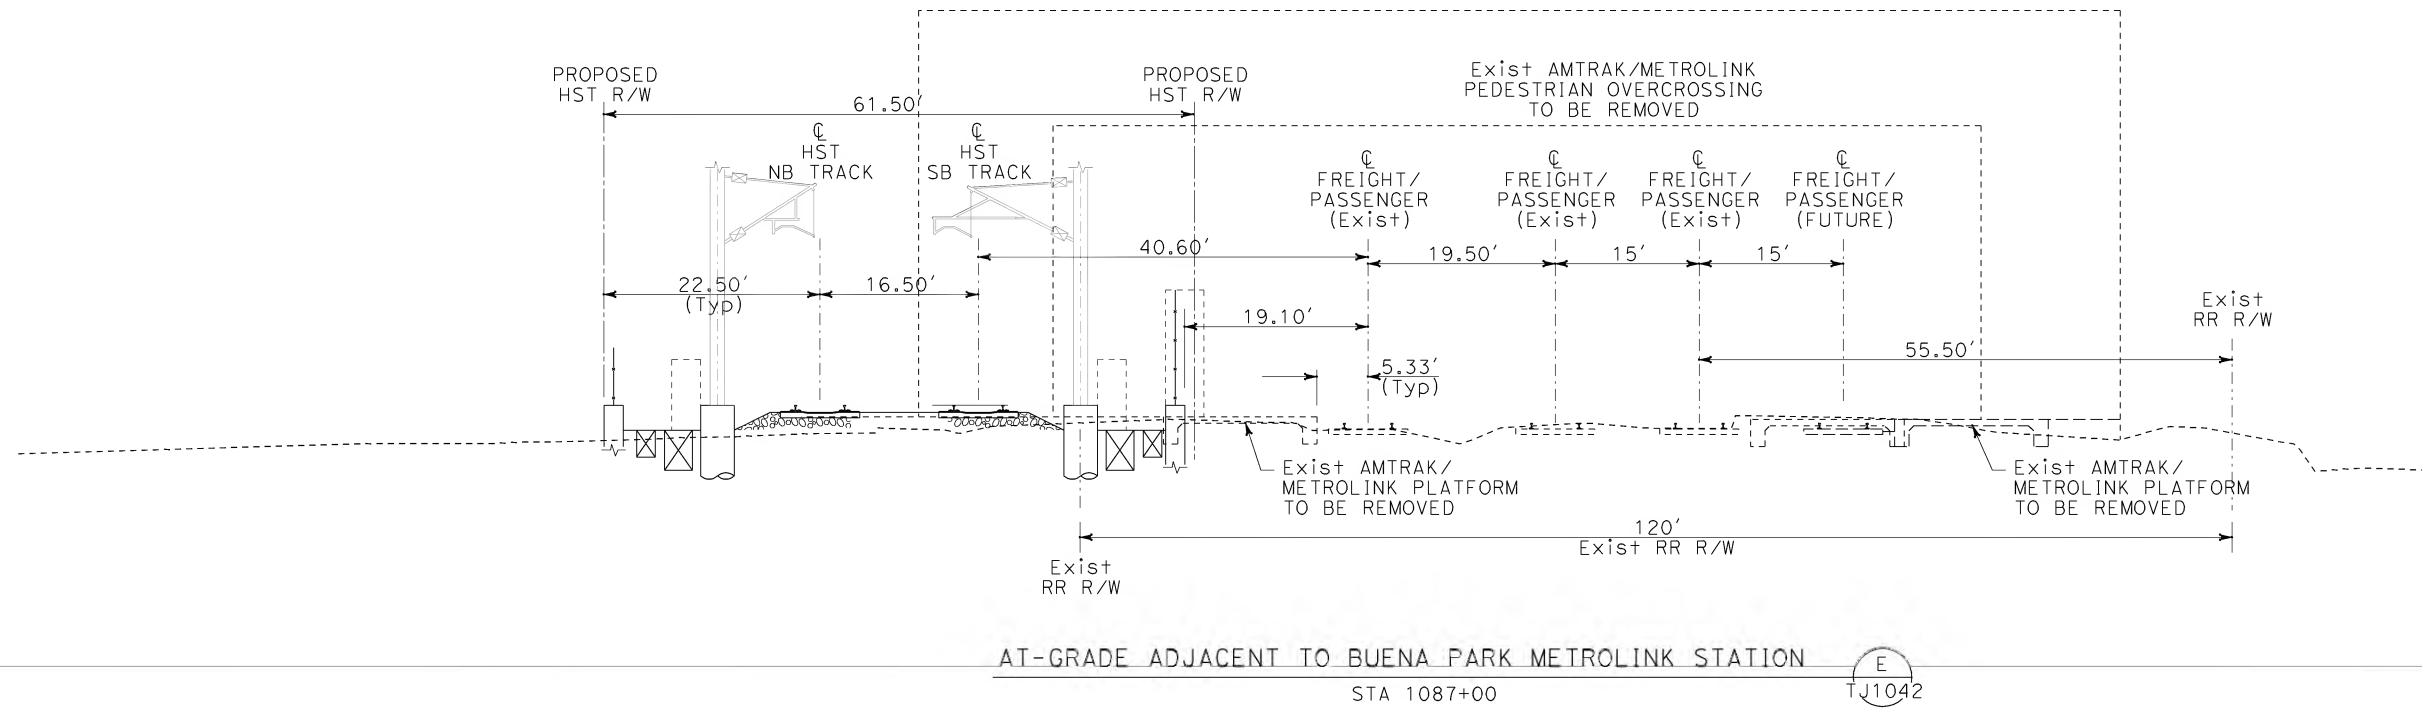 PROPOSED
HST R/W
PROPOSED
HST R/W
Exist AMTRAK/METROLINK
PEDESTRIAN OVERCROSSING
TO BE REMOVED
61.50'
℄
HST
NB TRACK
℄
HST
SB TRACK
℄
FREIGHT/
PASSENGER
(Exist)
℄
FREIGHT/
PASSENGER
(Exist)
℄
FREIGHT/
PASSENGER
(Exist)
℄
FREIGHT/
PASSENGER
(FUTURE)
40.60'
19.50'
15'
15'
22.50'
(Typ)
16.50'
19.10'
Exist
RR R/W
55.50'
5.33'
(Typ)
Exist AMTRAK/
METROLINK PLATFORM
TO BE REMOVED
Exist AMTRAK/
METROLINK PLATFORM
TO BE REMOVED
120'
Exist RR R/W
Exist
RR R/W
AT-GRADE ADJACENT TO BUENA PARK METROLINK STATION
STA 1087+00
E
TJ1042